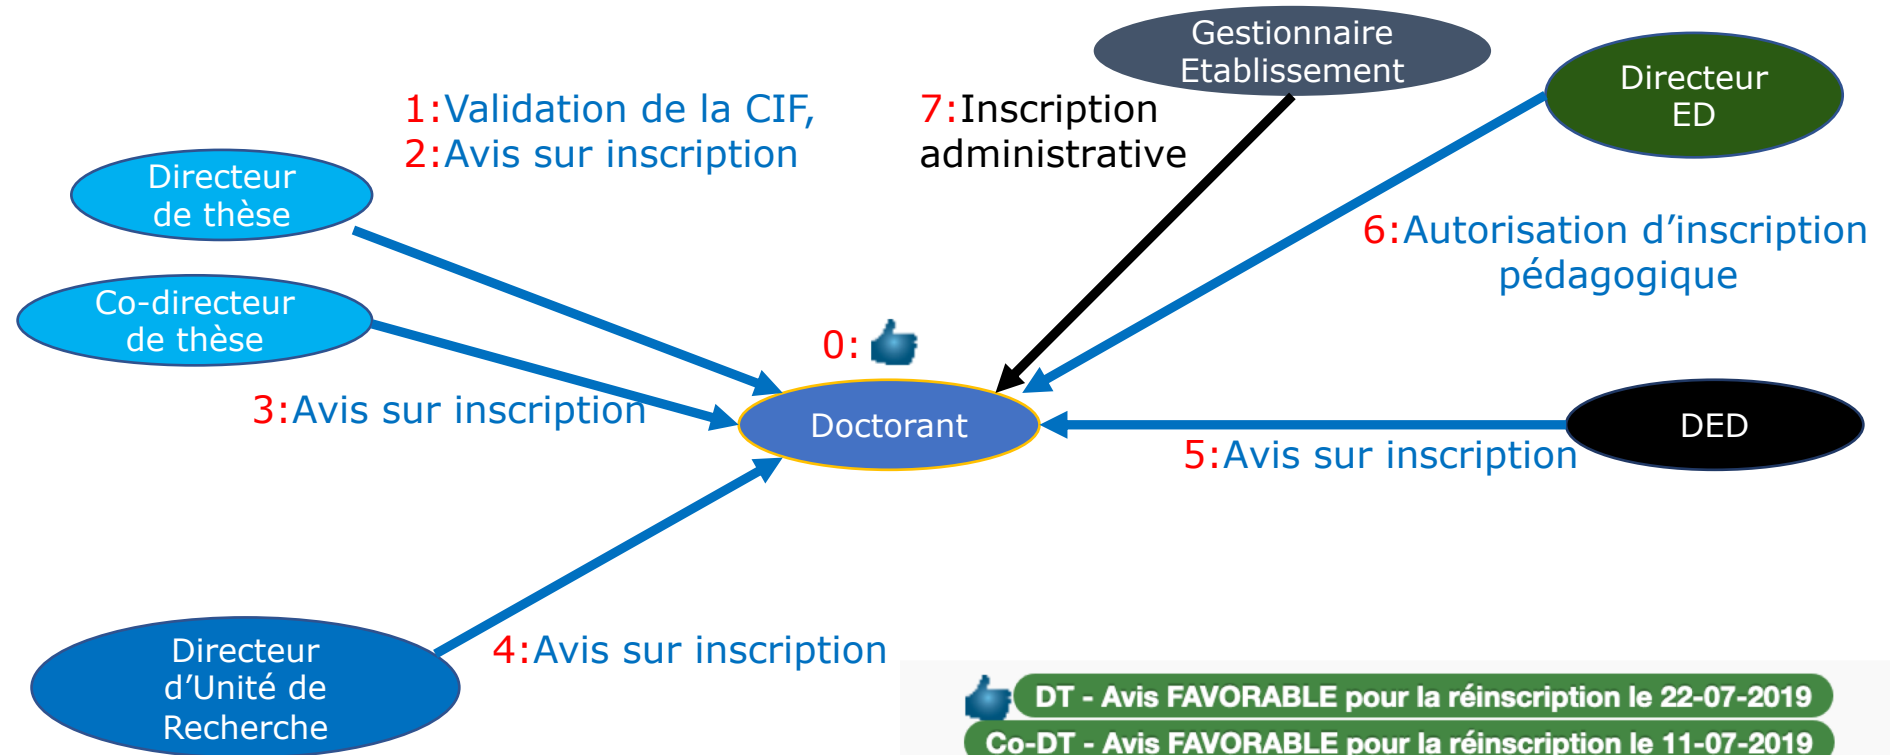 Gestionnaire
Etablissement
Directeur
ED
1:Validation de la CIF,
2:Avis sur inscription
7:Inscription
administrative
Directeur
de thèse
6:Autorisation d’inscription
pédagogique
Co-directeur
de thèse
0:
3:Avis sur inscription
Doctorant
DED
5:Avis sur inscription
4:Avis sur inscription
Directeur
d’Unité de
Recherche
DT - Avis FAVORABLE pour la réinscription le 22-07-2019
Co-DT - Avis FAVORABLE pour la réinscription le 11-07-2019